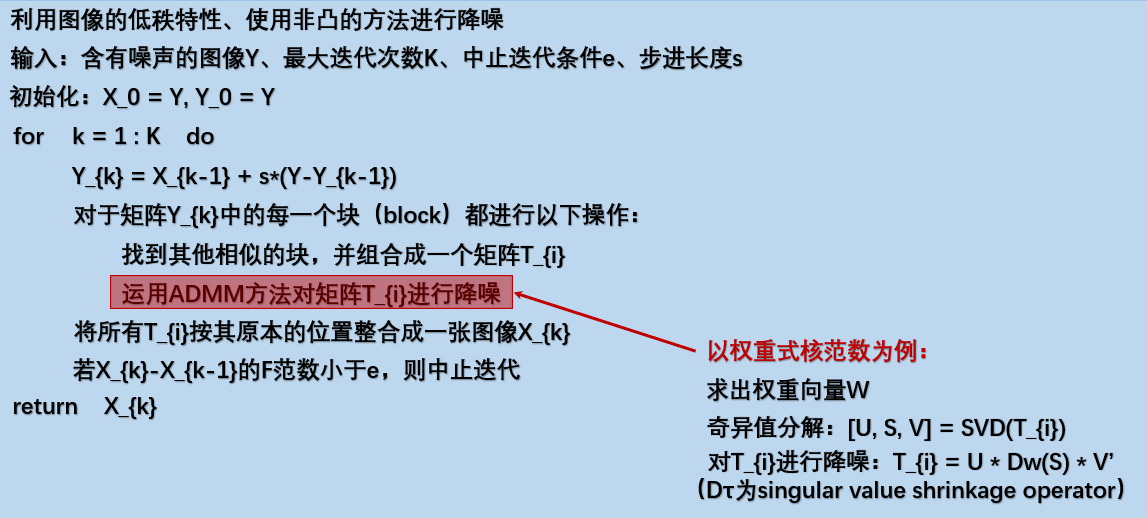 利用图像的低秩特性、使用非凸的方法进行降噪
输入：含有噪声的图像Y、最大迭代次数K、中止迭代条件e、步进长度s
初始化：X_0 = Y, Y_0 = Y
for k = 1 : K do
Y_{k} = X_{k-1} + s*(Y-Y_{k-1})
对于矩阵Y_{k}中的每一个块（block）都进行以下操作：
找到其他相似的块，并组合成一个矩阵T_{i}
运用ADMM方法对矩阵T_{i}进行降噪
将所有T_{i}按其原本的位置整合成一张图像X_{k}
若X_{k}-X_{k-1}的F范数小于e，则中止迭代
return X_{k}
以权重式核范数为例：
求出权重向量W
奇异值分解：[U, S, V] = SVD(T_{i})
对T_{i}进行降噪：T_{i} = U * Dw(S) * V’
（Dτ为singular value shrinkage operator）